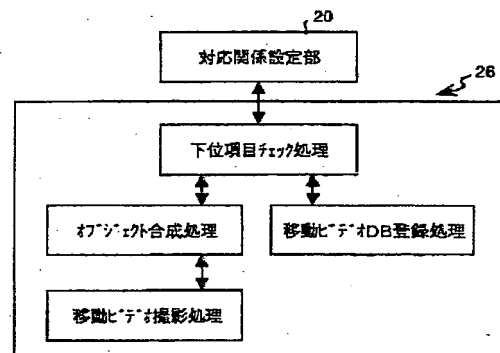 20
対応関係設定部
26
下位項目ﾁｪｯｸ処理
ｵﾌﾞｼﾞｪｸﾄ合成処理
移動ﾋﾞﾃﾞｵDB登録処理
移動ﾋﾞﾃﾞｵ撮影処理